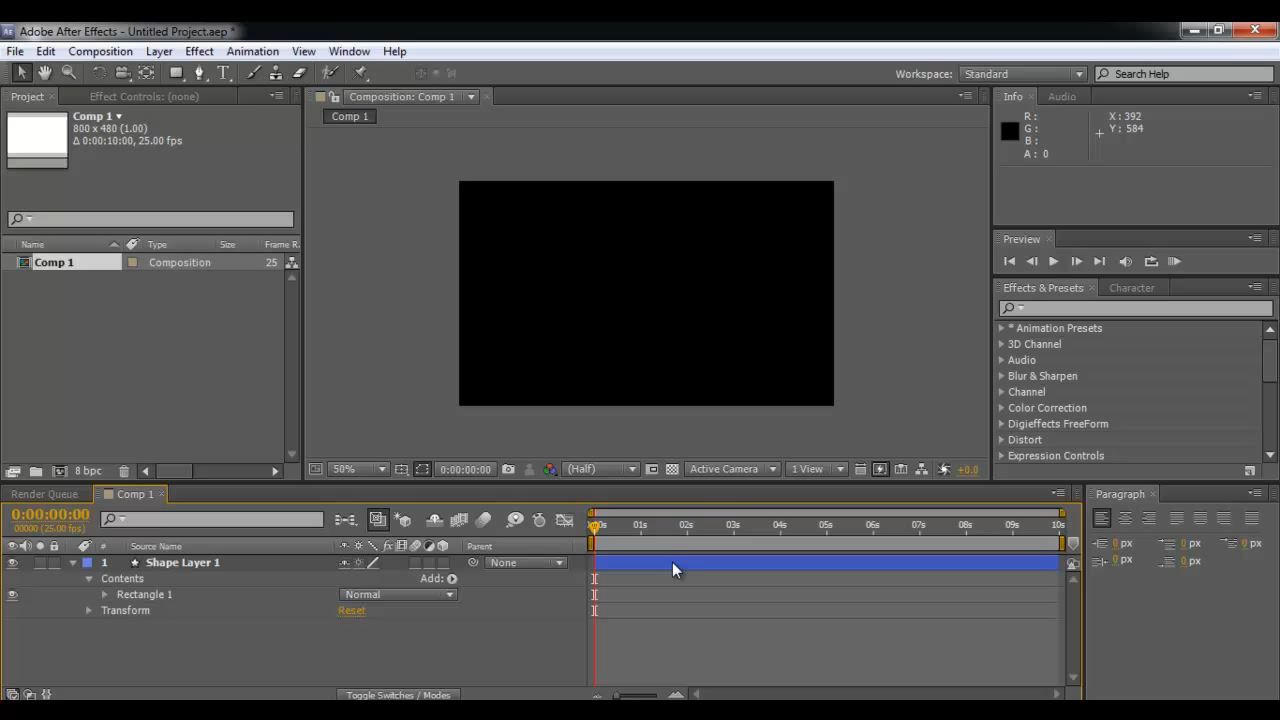 Adobe After Effects - Untitled Project.aep *
File Edit Composition Layer Effect Animation View Window Help
Workspace: Standard Search Help
Project Effect Controls: (none) Composition: Comp 1 Info Audio
Comp 1
800 x 480 (1.00)
Δ 0:00:10:00, 25.00 fps
Comp 1
R:
G:
B:
A: 0
X: 392
Y: 584
Name Type Size Frame R.
Comp 1 Composition 25
Preview
Effects & Presets Character
* Animation Presets
3D Channel
Audio
Blur & Sharpen
Channel
Color Correction
Digieffects FreeForm
Distort
Expression Controls
8 bpc 50% 0:00:00:00 (Half) Active Camera 1 View +0.0
Render Queue Comp 1 Paragraph
0:00:00:00
00000 (25.00 fps)
01s 02s 03s 04s 05s 06s 07s 08s 09s 10s
# Source Name Parent
1 Shape Layer 1 None
Contents Add:
Rectangle 1 Normal
Transform Reset
0 px 0 px 0 px
0 px 0 px
Toggle Switches / Modes